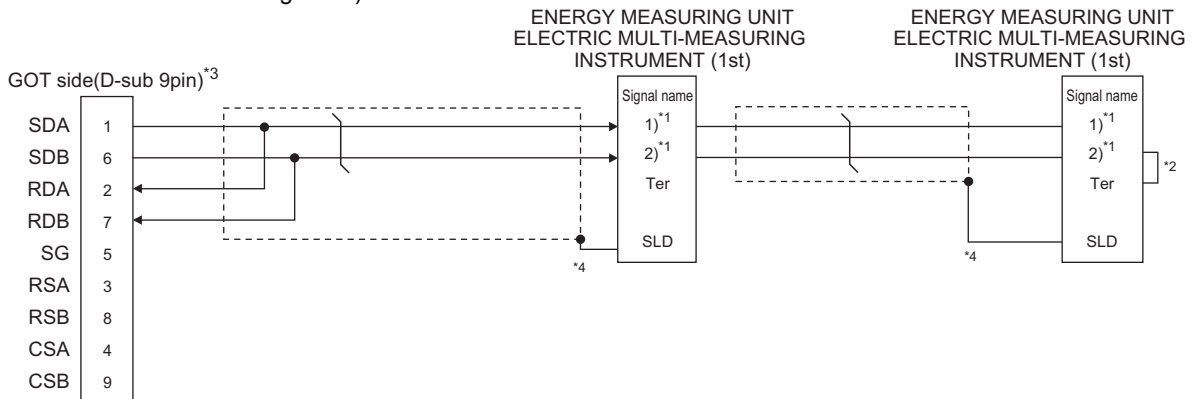 ENERGY MEASURING UNIT
ELECTRIC MULTI-MEASURING
INSTRUMENT (1st)
ENERGY MEASURING UNIT
ELECTRIC MULTI-MEASURING
INSTRUMENT (1st)
GOT side(D-sub 9pin)*3
Signal name
Signal name
SDA 1 1)*1 1)*1
SDB 6 2)*1 2)*1 *2
RDA 2 Ter Ter
RDB 7
SG 5 SLD SLD
*4 *4
RSA 3
RSB 8
CSA 4
CSB 9